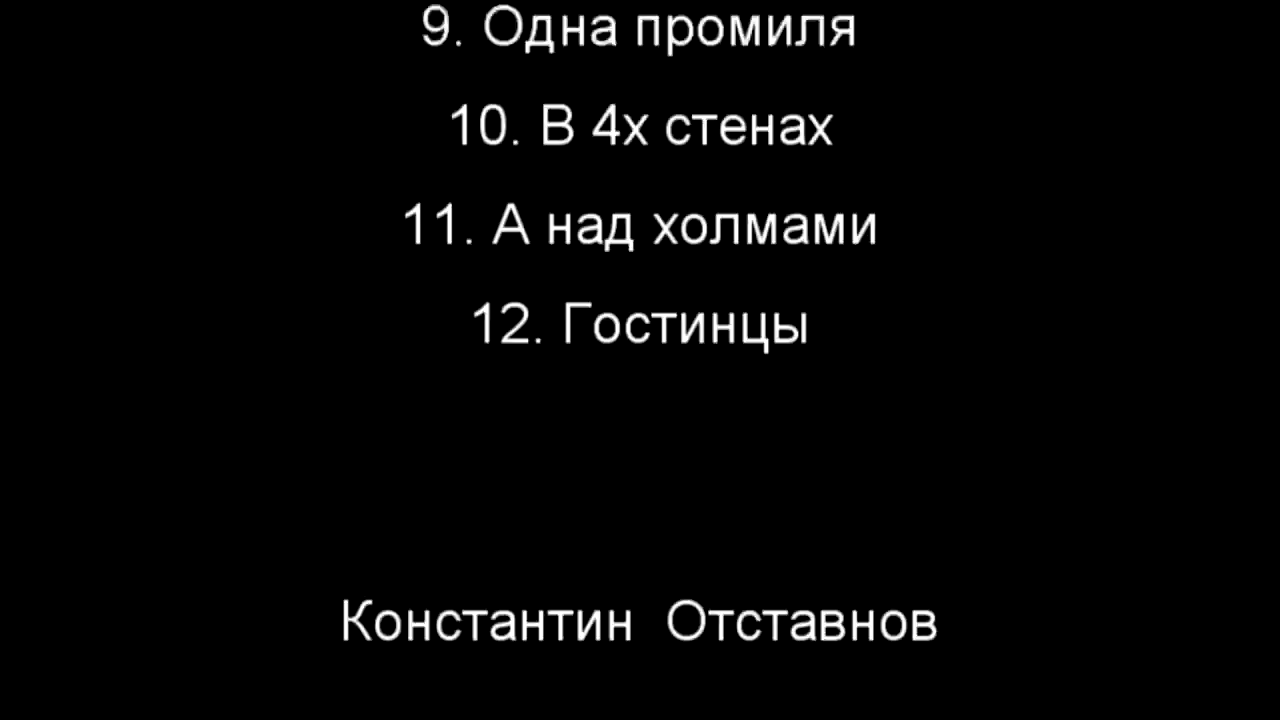 9. Одна промиля
10. В 4х стенах
11. А над холмами
12. Гостинцы
Константин Отставнов